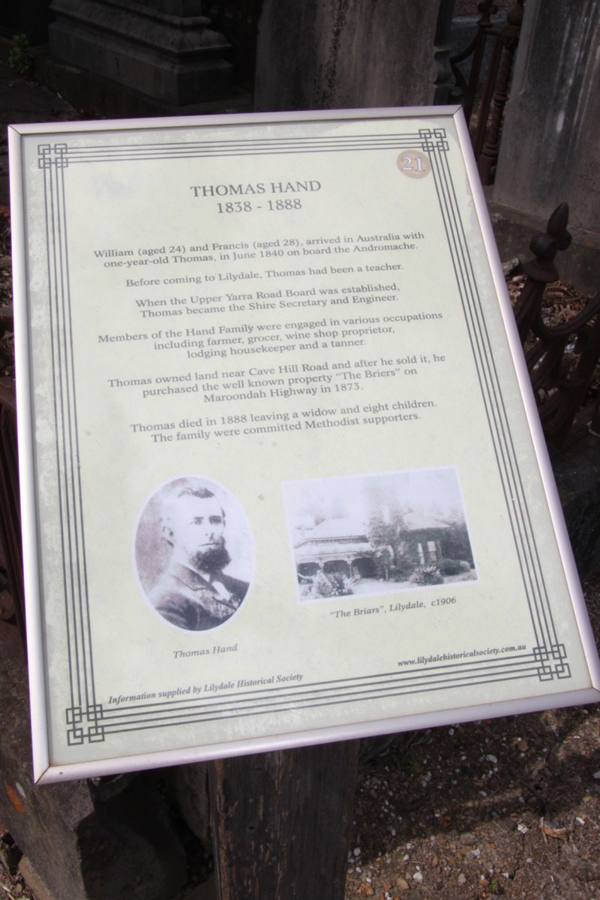 21
THOMAS HAND
1838 - 1888
William (aged 24) and Francis (aged 28), arrived in Australia with
one-year-old Thomas, in June 1840 on board the Andromache.
Before coming to Lilydale, Thomas had been a teacher.
When the Upper Yarra Road Board was established,
Thomas became the Shire Secretary and Engineer.
Members of the Hand Family were engaged in various occupations
including farmer, grocer, wine shop proprietor,
lodging housekeeper and a tanner.
Thomas owned land near Cave Hill Road and after he sold it, he
purchased the well known property "The Briers" on
Maroondah Highway in 1873.
Thomas died in 1888 leaving a widow and eight children.
The family were committed Methodist supporters.
Thomas Hand
"The Briars", Lilydale, c1906
Information supplied by Lilydale Historical Society
www.lilydalehistoricalsociety.com.au